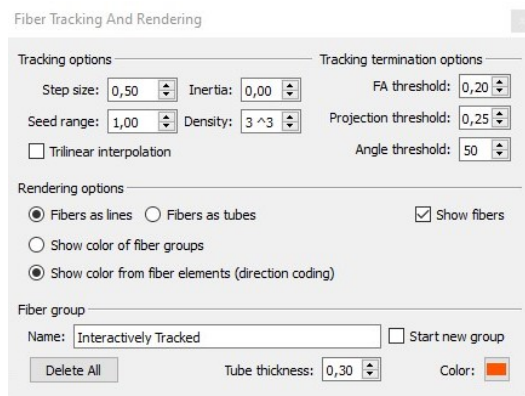 Fiber Tracking And Rendering
Tracking options
Tracking termination options
Step size: 0,50 Inertia: 0,00
FA threshold: 0,20
Seed range: 1,00 Density: 3 ^3
Projection threshold: 0,25
Trilinear interpolation
Angle threshold: 50
Rendering options
Fibers as lines Fibers as tubes Show fibers
Show color of fiber groups
Show color from fiber elements (direction coding)
Fiber group
Name: Interactively Tracked Start new group
Delete All Tube thickness: 0,30 Color: